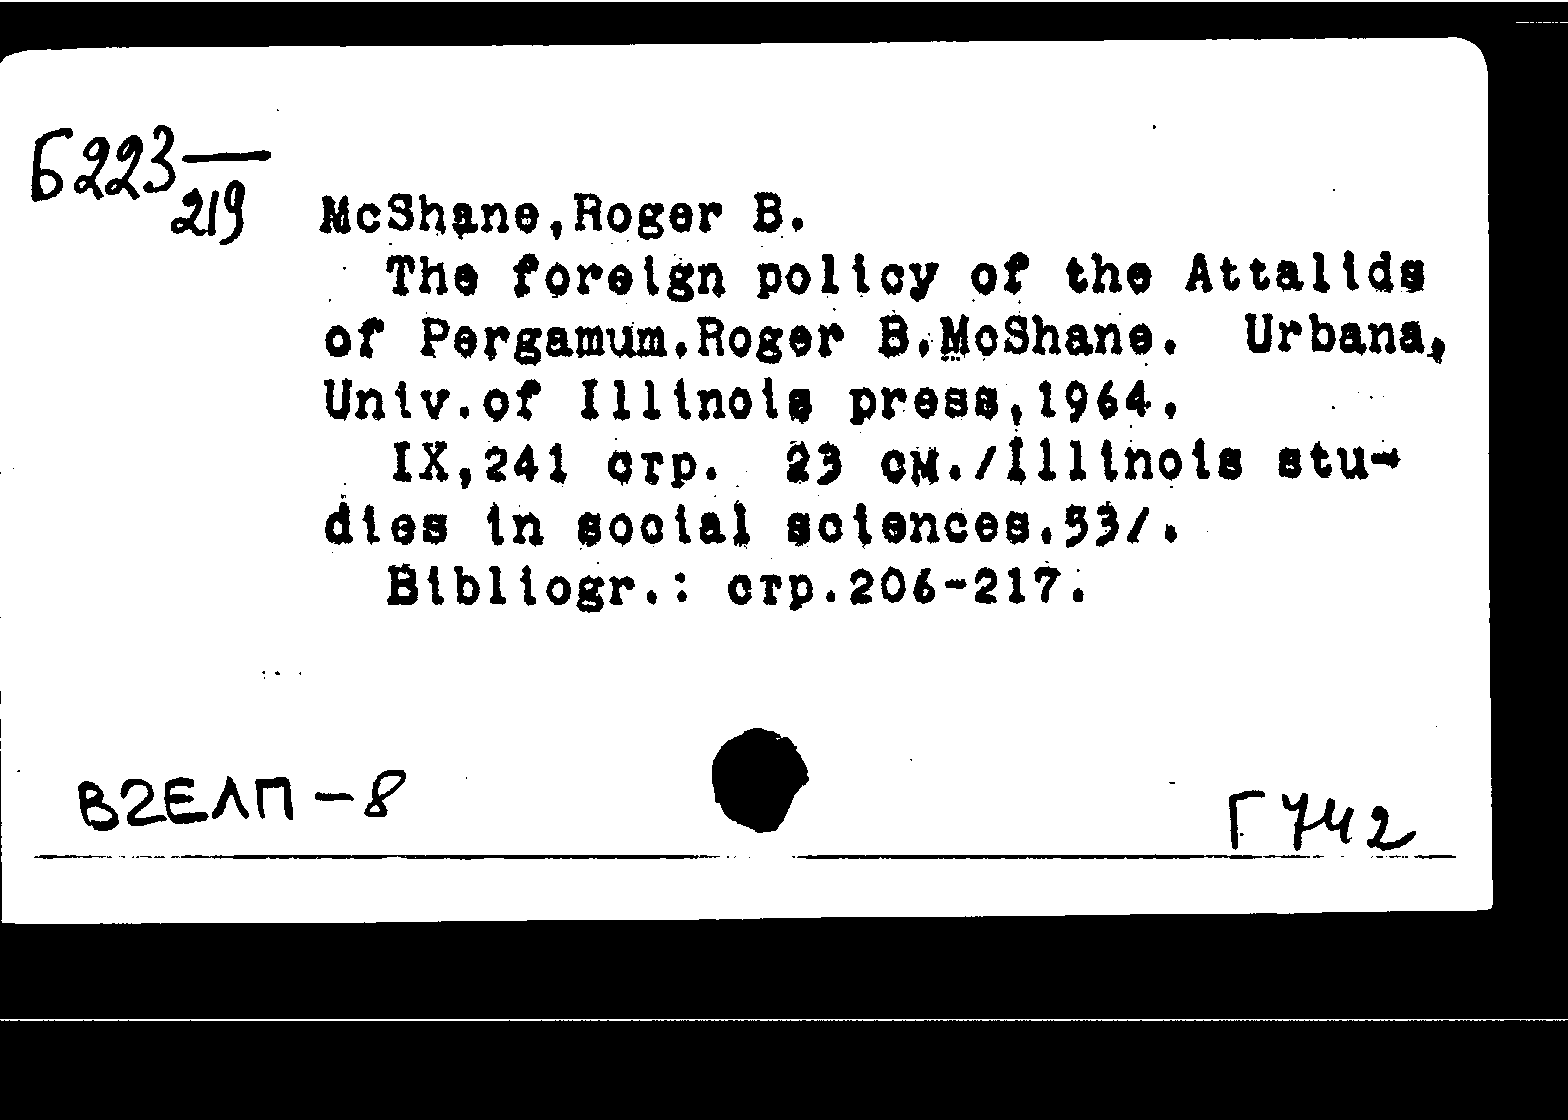 Б223—
219
McShane,Roger B.
The foreign policy of the Attalids
of Pergamum.Roger B.McShane. Urbana,
Univ.of Illinois press,1964.
IX,241 стр. 23 см./Illinois stu-
dies in social sciences.53/.
Bibliogr.: стр.206-217.
В2ЕЛП-8
Г742